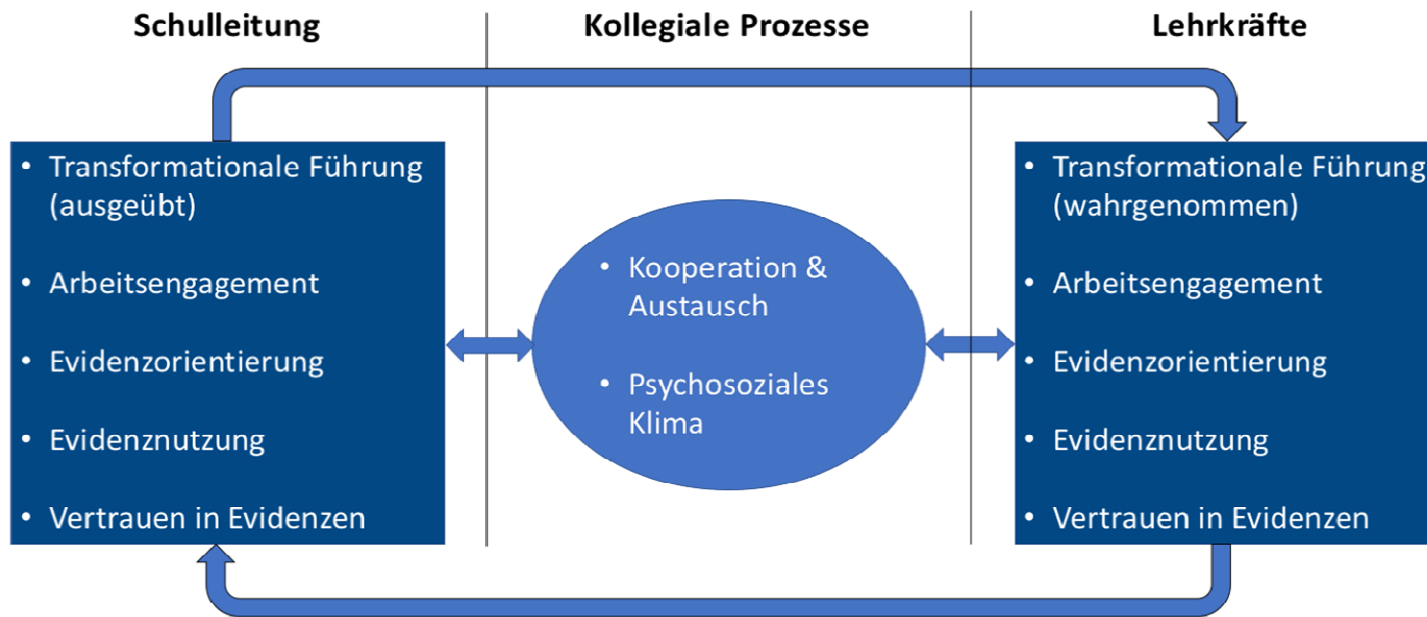 Schulleitung
Kollegiale Prozesse
Lehrkräfte
• Transformationale Führung
(ausgeübt)
• Arbeitsengagement
• Evidenzorientierung
• Evidenznutzung
• Vertrauen in Evidenzen
• Kooperation &
Austausch
• Psychosoziales
Klima
• Transformationale Führung
(wahrgenommen)
• Arbeitsengagement
• Evidenzorientierung
• Evidenznutzung
• Vertrauen in Evidenzen